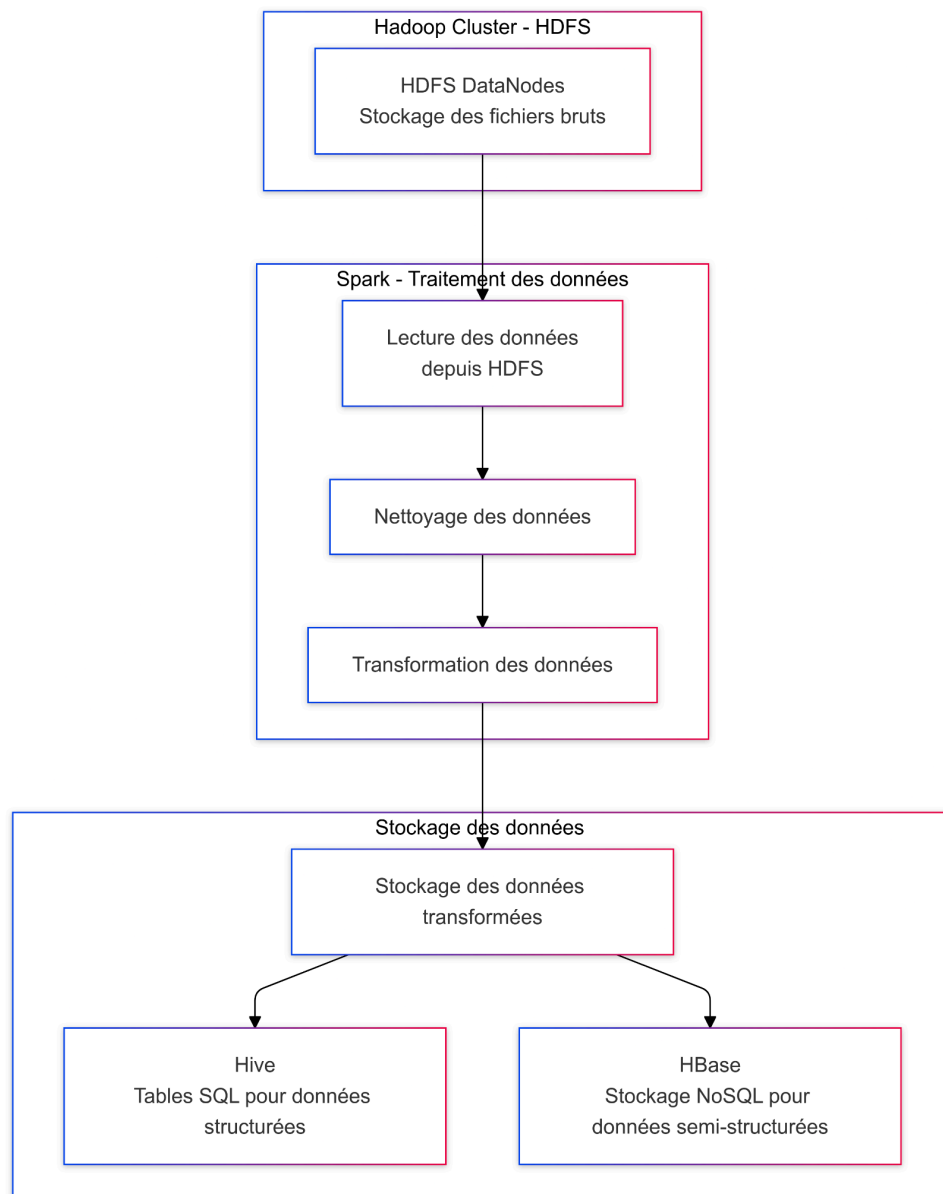 Hadoop Cluster - HDFS
HDFS DataNodes
Stockage des fichiers bruts
Spark - Traitement des données
Lecture des données
depuis HDFS
Nettoyage des données
Transformation des données
Stockage des données
Stockage des données
transformées
Hive
Tables SQL pour données
structurées
HBase
Stockage NoSQL pour
données semi-structurées